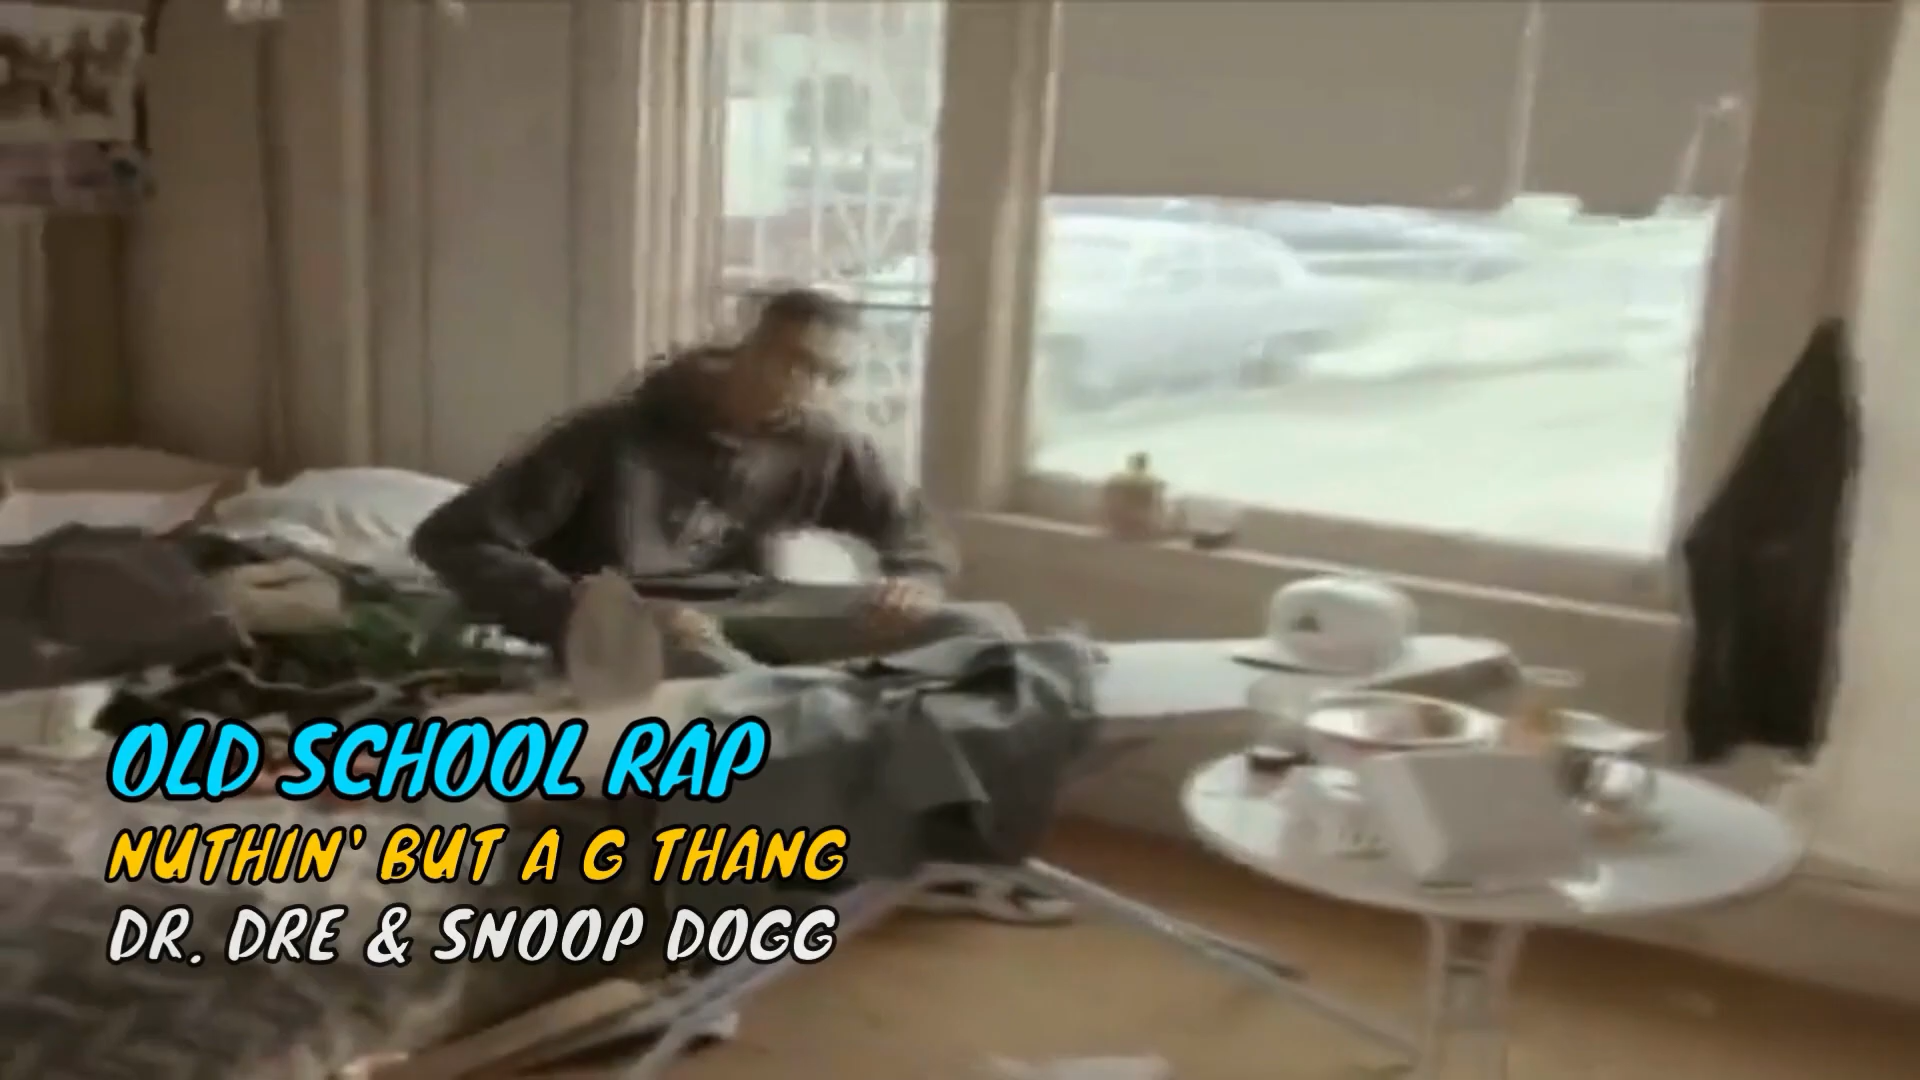 OLD SCHOOL RAP
NUTHIN' BUT A G THANG
DR. DRE & SNOOP DOGG